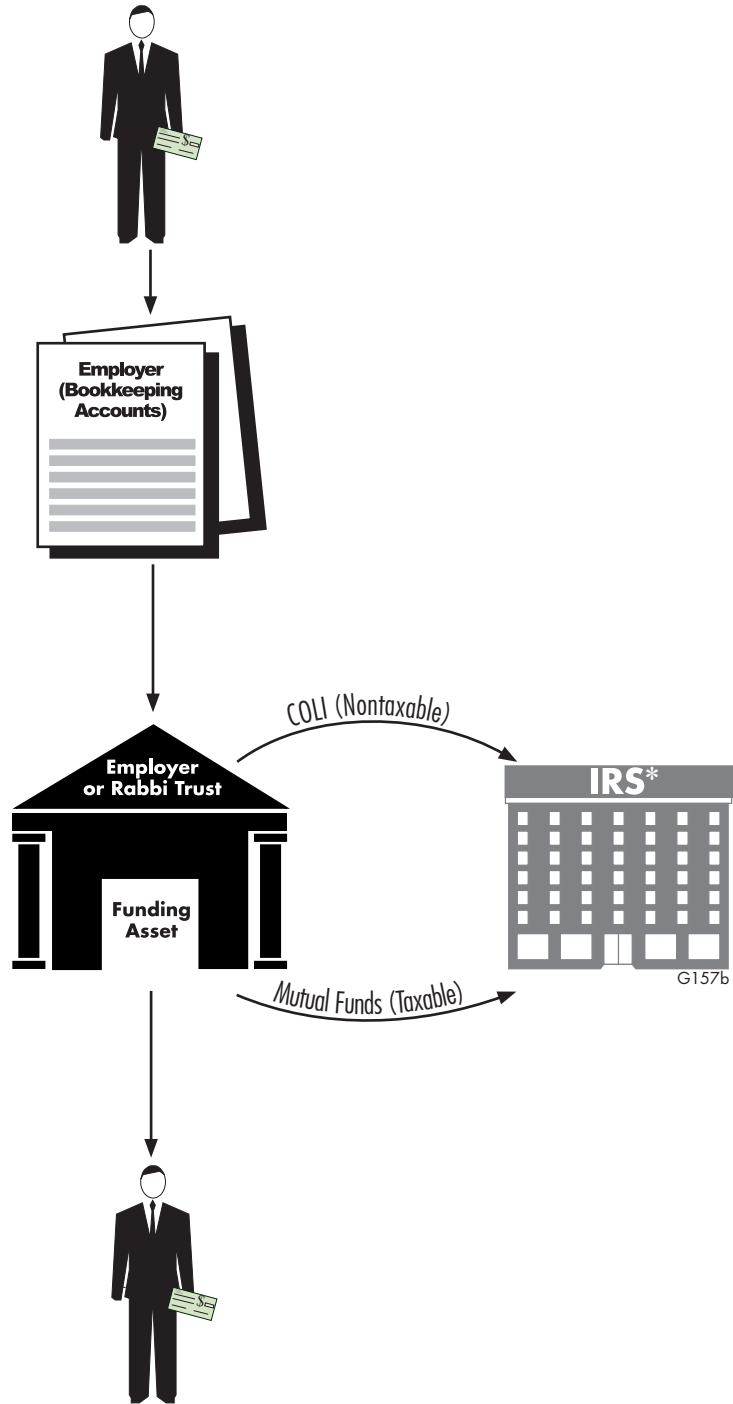 $
Employer
(Bookkeeping
Accounts)
COLI (Nontaxable)
Employer
or Rabbi Trust
IRS*
Funding
Asset
G157b
Mutual Funds (Taxable)
$